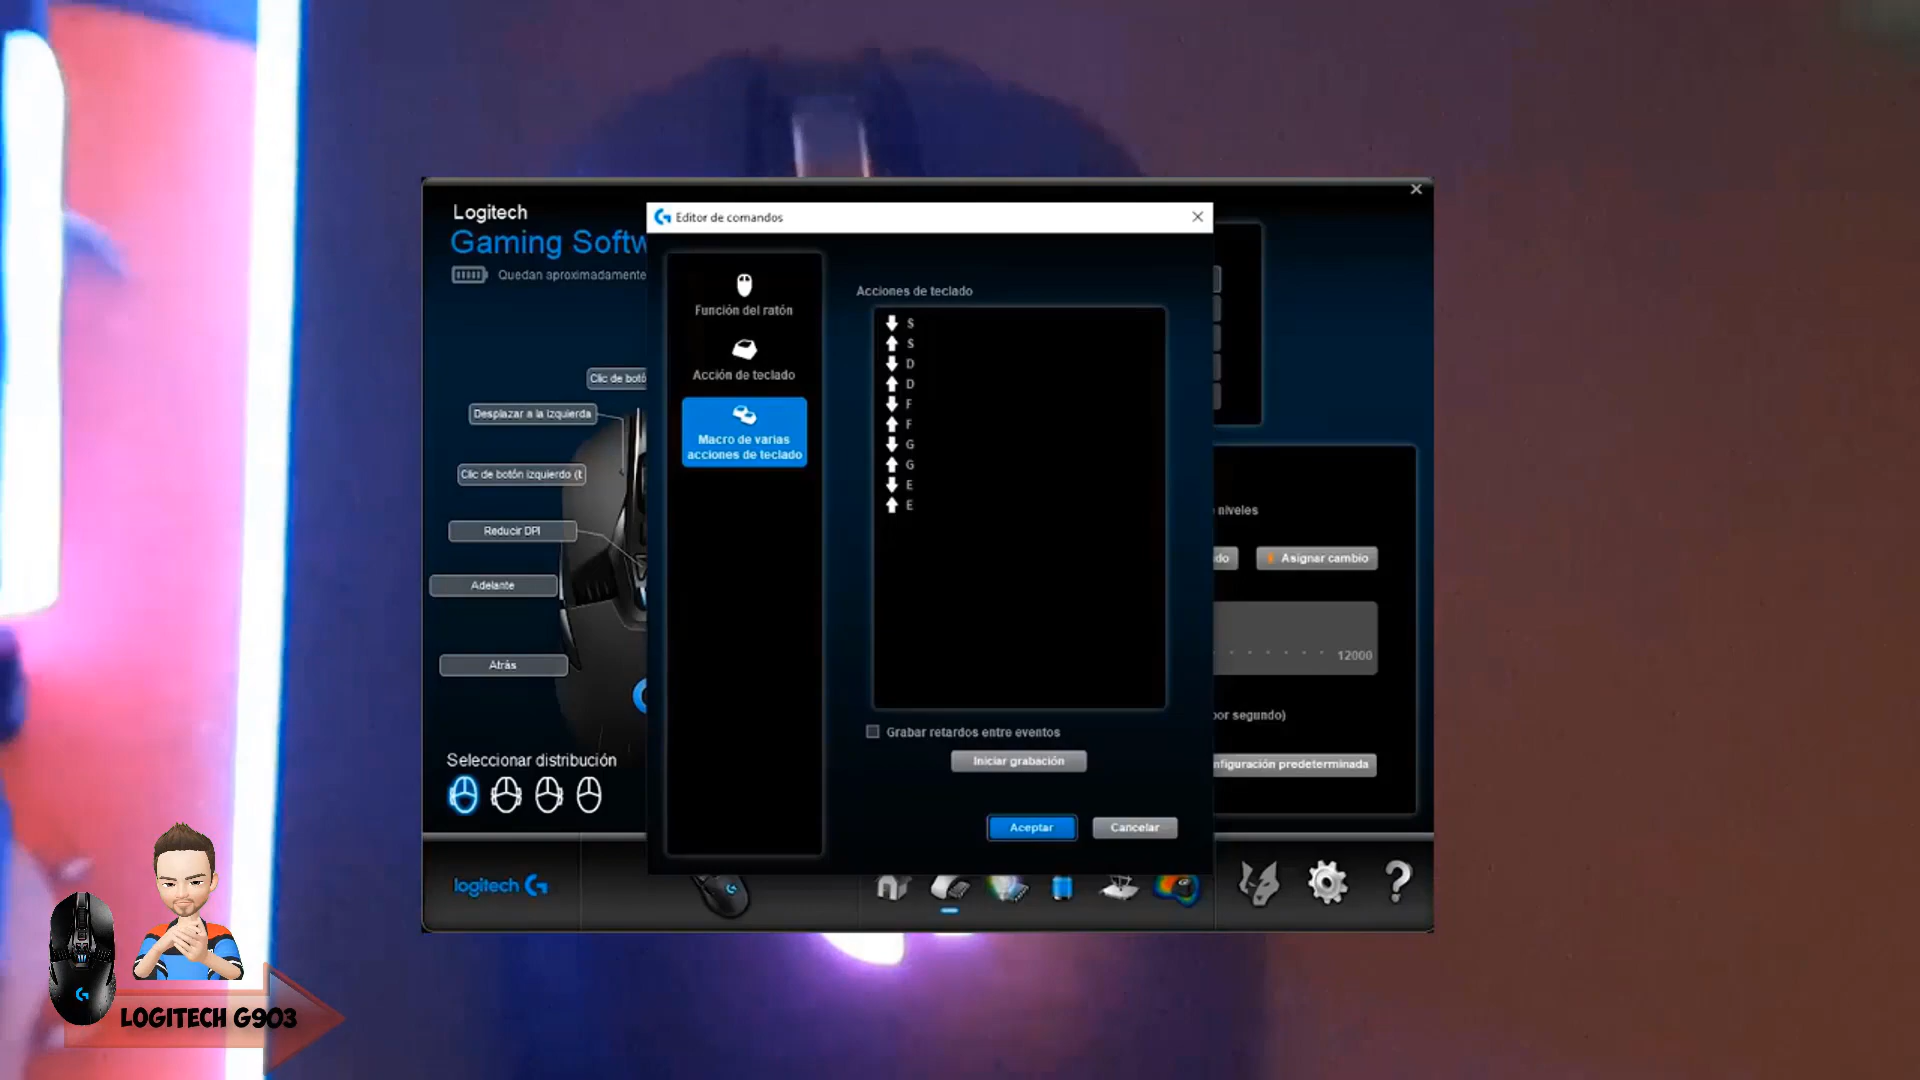 Logitech
Gaming Softw
Quedan aproximadamente
Editor de comandos
Función del ratón
Acción de teclado
Macro de varias
acciones de teclado
Acciones de teclado
S
S
D
D
F
F
G
G
E
E
Grabar retardos entre eventos
Iniciar grabación
Aceptar
Cancelar
Clic de botó
Desplazar a la izquierda
Clic de botón izquierdo (b
Reducir DPI
Adelante
Atrás
Seleccionar distribución
niveles
do
Asignar cambio
12000
por segundo)
nfiguración predeterminada
logitech G
?
LOGITECH G903